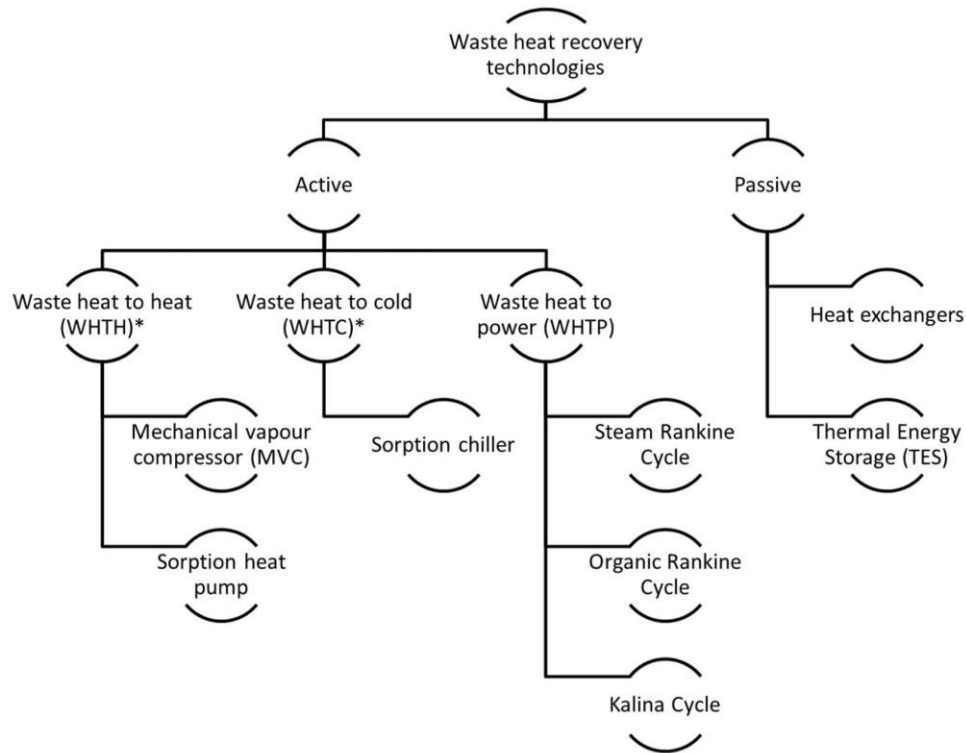 Waste heat recovery
technologies
Active
Passive
Waste heat to heat
(WHTH)*
Waste heat to cold
(WHTC)*
Waste heat to
power (WHTP)
Heat exchangers
Mechanical vapour
compressor (MVC)
Sorption chiller
Steam Rankine
Cycle
Thermal Energy
Storage (TES)
Sorption heat
pump
Organic Rankine
Cycle
Kalina Cycle